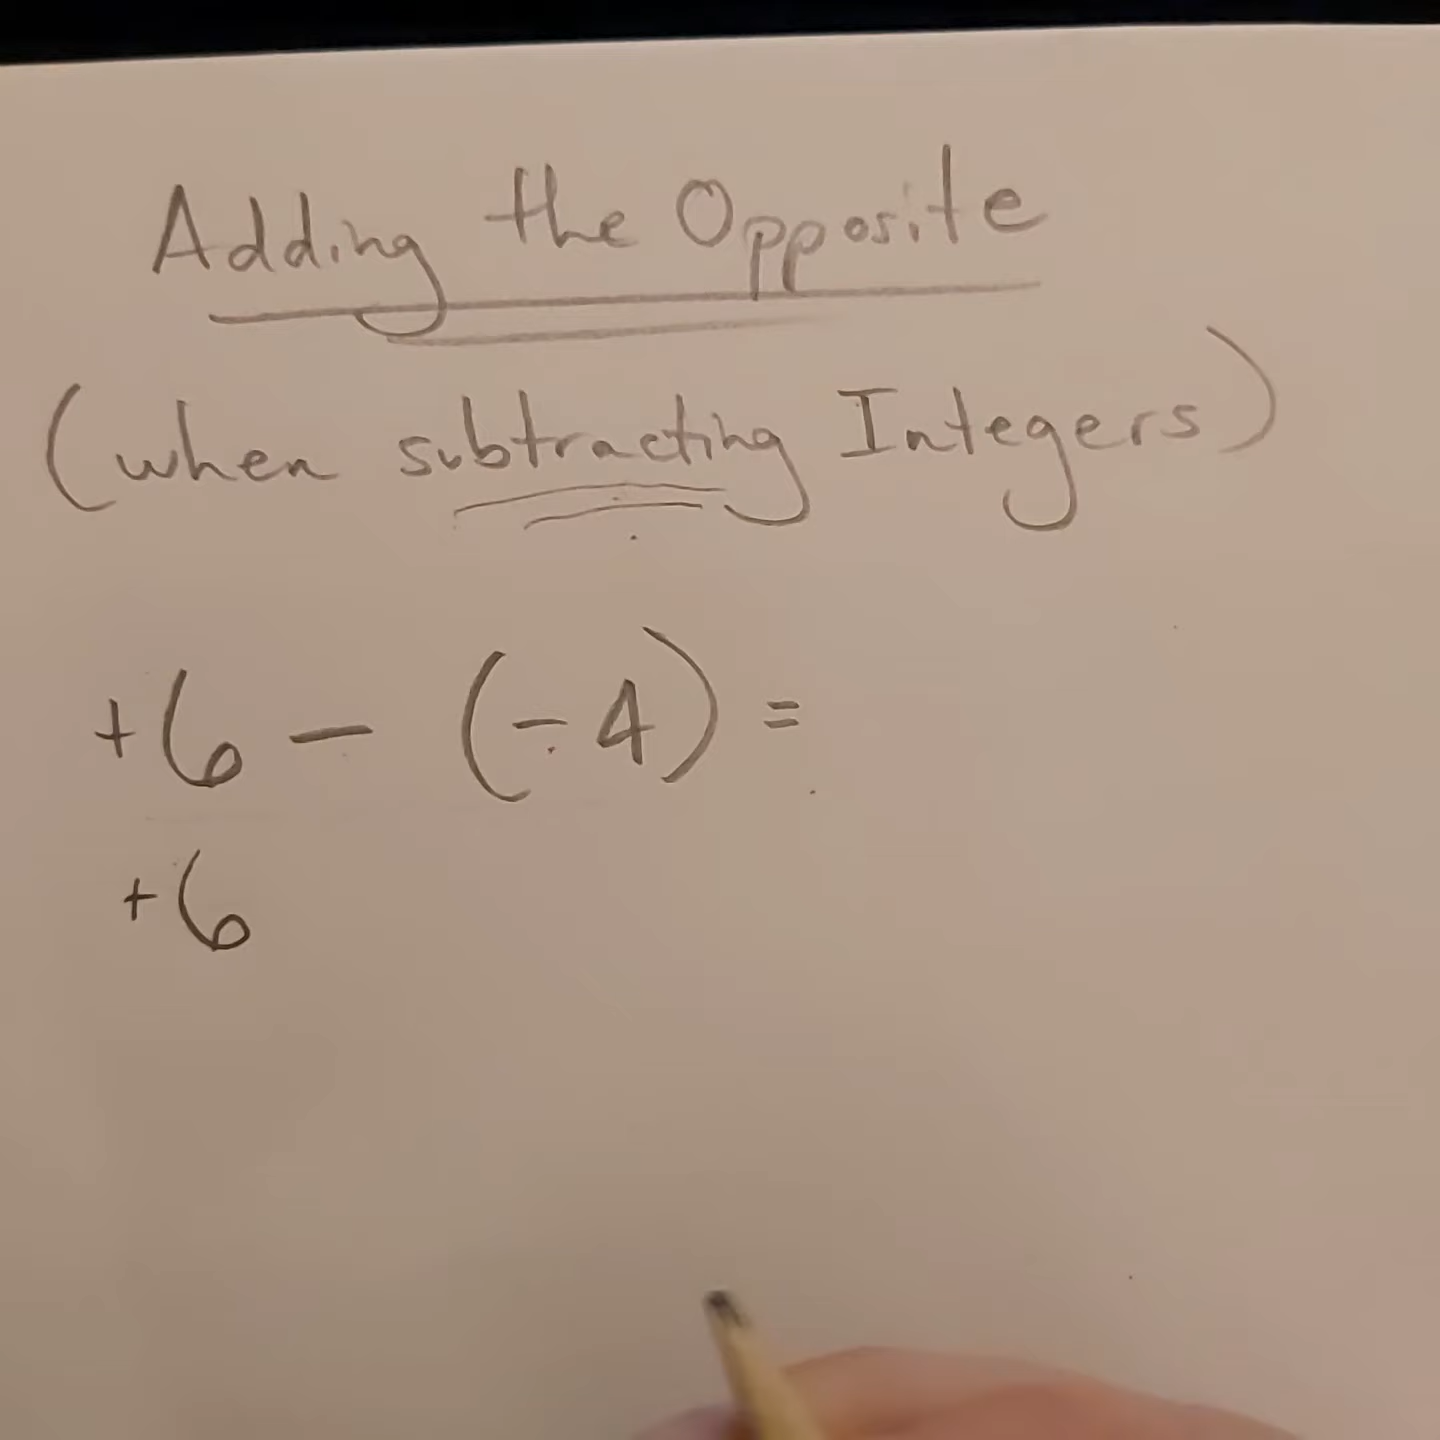 Adding the Opposite
(when subtracting Integers)
+6 - (-4) =
+6